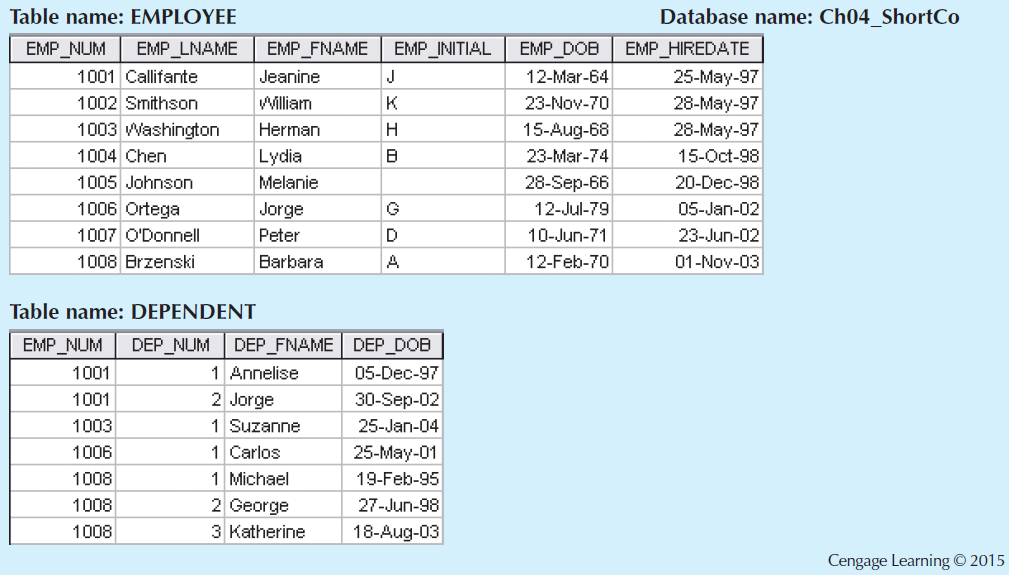 Table name: EMPLOYEE Database name: Ch04_ShortCo
EMP_NUM EMP_LNAME EMP_FNAME EMP_INITIAL EMP_DOB EMP_HIREDATE
1001 Callifante Jeanine J 12-Mar-64 25-May-97
1002 Smithson William K 23-Nov-70 28-May-97
1003 Washington Herman H 15-Aug-68 28-May-97
1004 Chen Lydia B 23-Mar-74 15-Oct-98
1005 Johnson Melanie 28-Sep-66 20-Dec-98
1006 Ortega Jorge G 12-Jul-79 05-Jan-02
1007 O'Donnell Peter D 10-Jun-71 23-Jun-02
1008 Brzenski Barbara A 12-Feb-70 01-Nov-03
Table name: DEPENDENT
EMP_NUM DEP_NUM DEP_FNAME DEP_DOB
1001 1 Annelise 05-Dec-97
1001 2 Jorge 30-Sep-02
1003 1 Suzanne 25-Jan-04
1006 1 Carlos 25-May-01
1008 1 Michael 19-Feb-95
1008 2 George 27-Jun-98
1008 3 Katherine 18-Aug-03
Cengage Learning © 2015